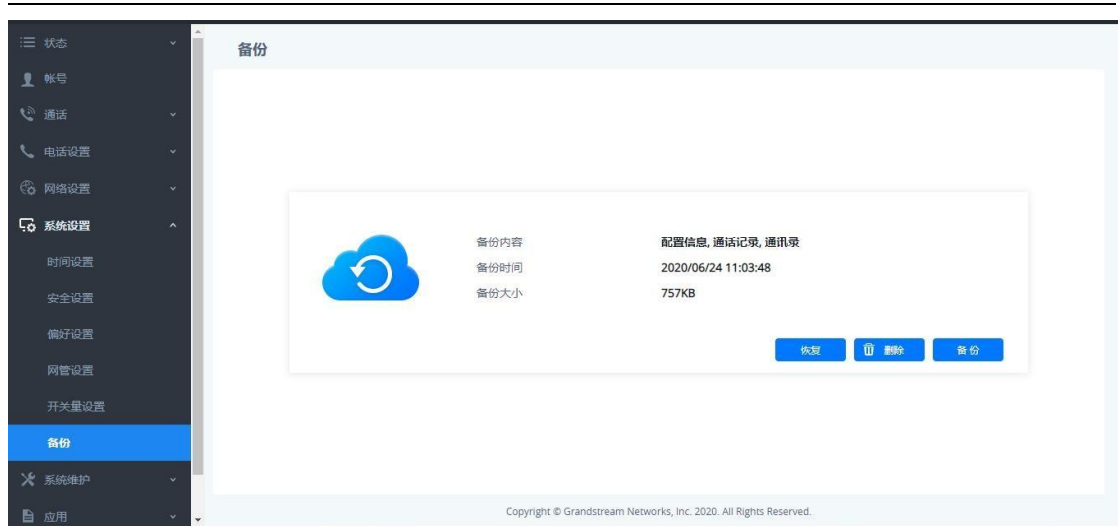 状态
帐号
通话
电话设置
网络设置
系统设置
时间设置
安全设置
偏好设置
网管设置
开关量设置
备份
系统维护
应用
备份
备份内容 配置信息, 通话记录, 通讯录
备份时间 2020/06/24 11:03:48
备份大小 757KB
恢复 删除 备份
Copyright © Grandstream Networks, Inc. 2020. All Rights Reserved.